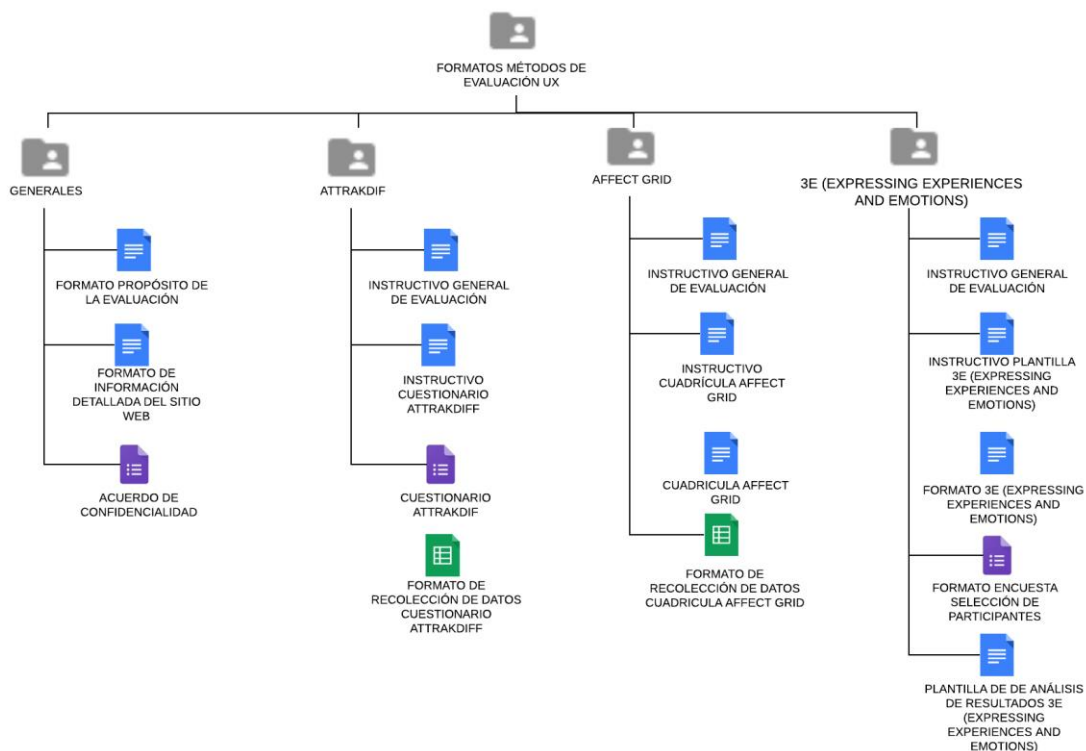 FORMATOS MÉTODOS DE
EVALUACIÓN UX
GENERALES
FORMATO PROPÓSITO DE
LA EVALUACIÓN
FORMATO DE
INFORMACIÓN
DETALLADA DEL SITIO
WEB
ACUERDO DE
CONFIDENCIALIDAD
ATTRAKDIF
INSTRUCTIVO GENERAL
DE EVALUACIÓN
INSTRUCTIVO
CUESTIONARIO
ATTRAKDIFF
CUESTIONARIO
ATTRAKDIF
FORMATO DE
RECOLECCIÓN DE DATOS
CUESTIONARIO
ATTRAKDIFF
AFFECT GRID
INSTRUCTIVO GENERAL
DE EVALUACIÓN
INSTRUCTIVO
CUADRÍCULA AFFECT
GRID
CUADRICULA AFFECT
GRID
FORMATO DE
RECOLECCIÓN DE DATOS
CUADRICULA AFFECT GRID
3E (EXPRESSING EXPERIENCES
AND EMOTIONS)
INSTRUCTIVO GENERAL
DE EVALUACIÓN
INSTRUCTIVO PLANTILLA
3E (EXPRESSING
EXPERIENCES AND
EMOTIONS)
FORMATO 3E (EXPRESSING
EXPERIENCES AND
EMOTIONS)
FORMATO ENCUESTA
SELECCIÓN DE
PARTICIPANTES
PLANTILLA DE DE ANÁLISIS
DE RESULTADOS 3E
(EXPRESSING
EXPERIENCES AND
EMOTIONS)